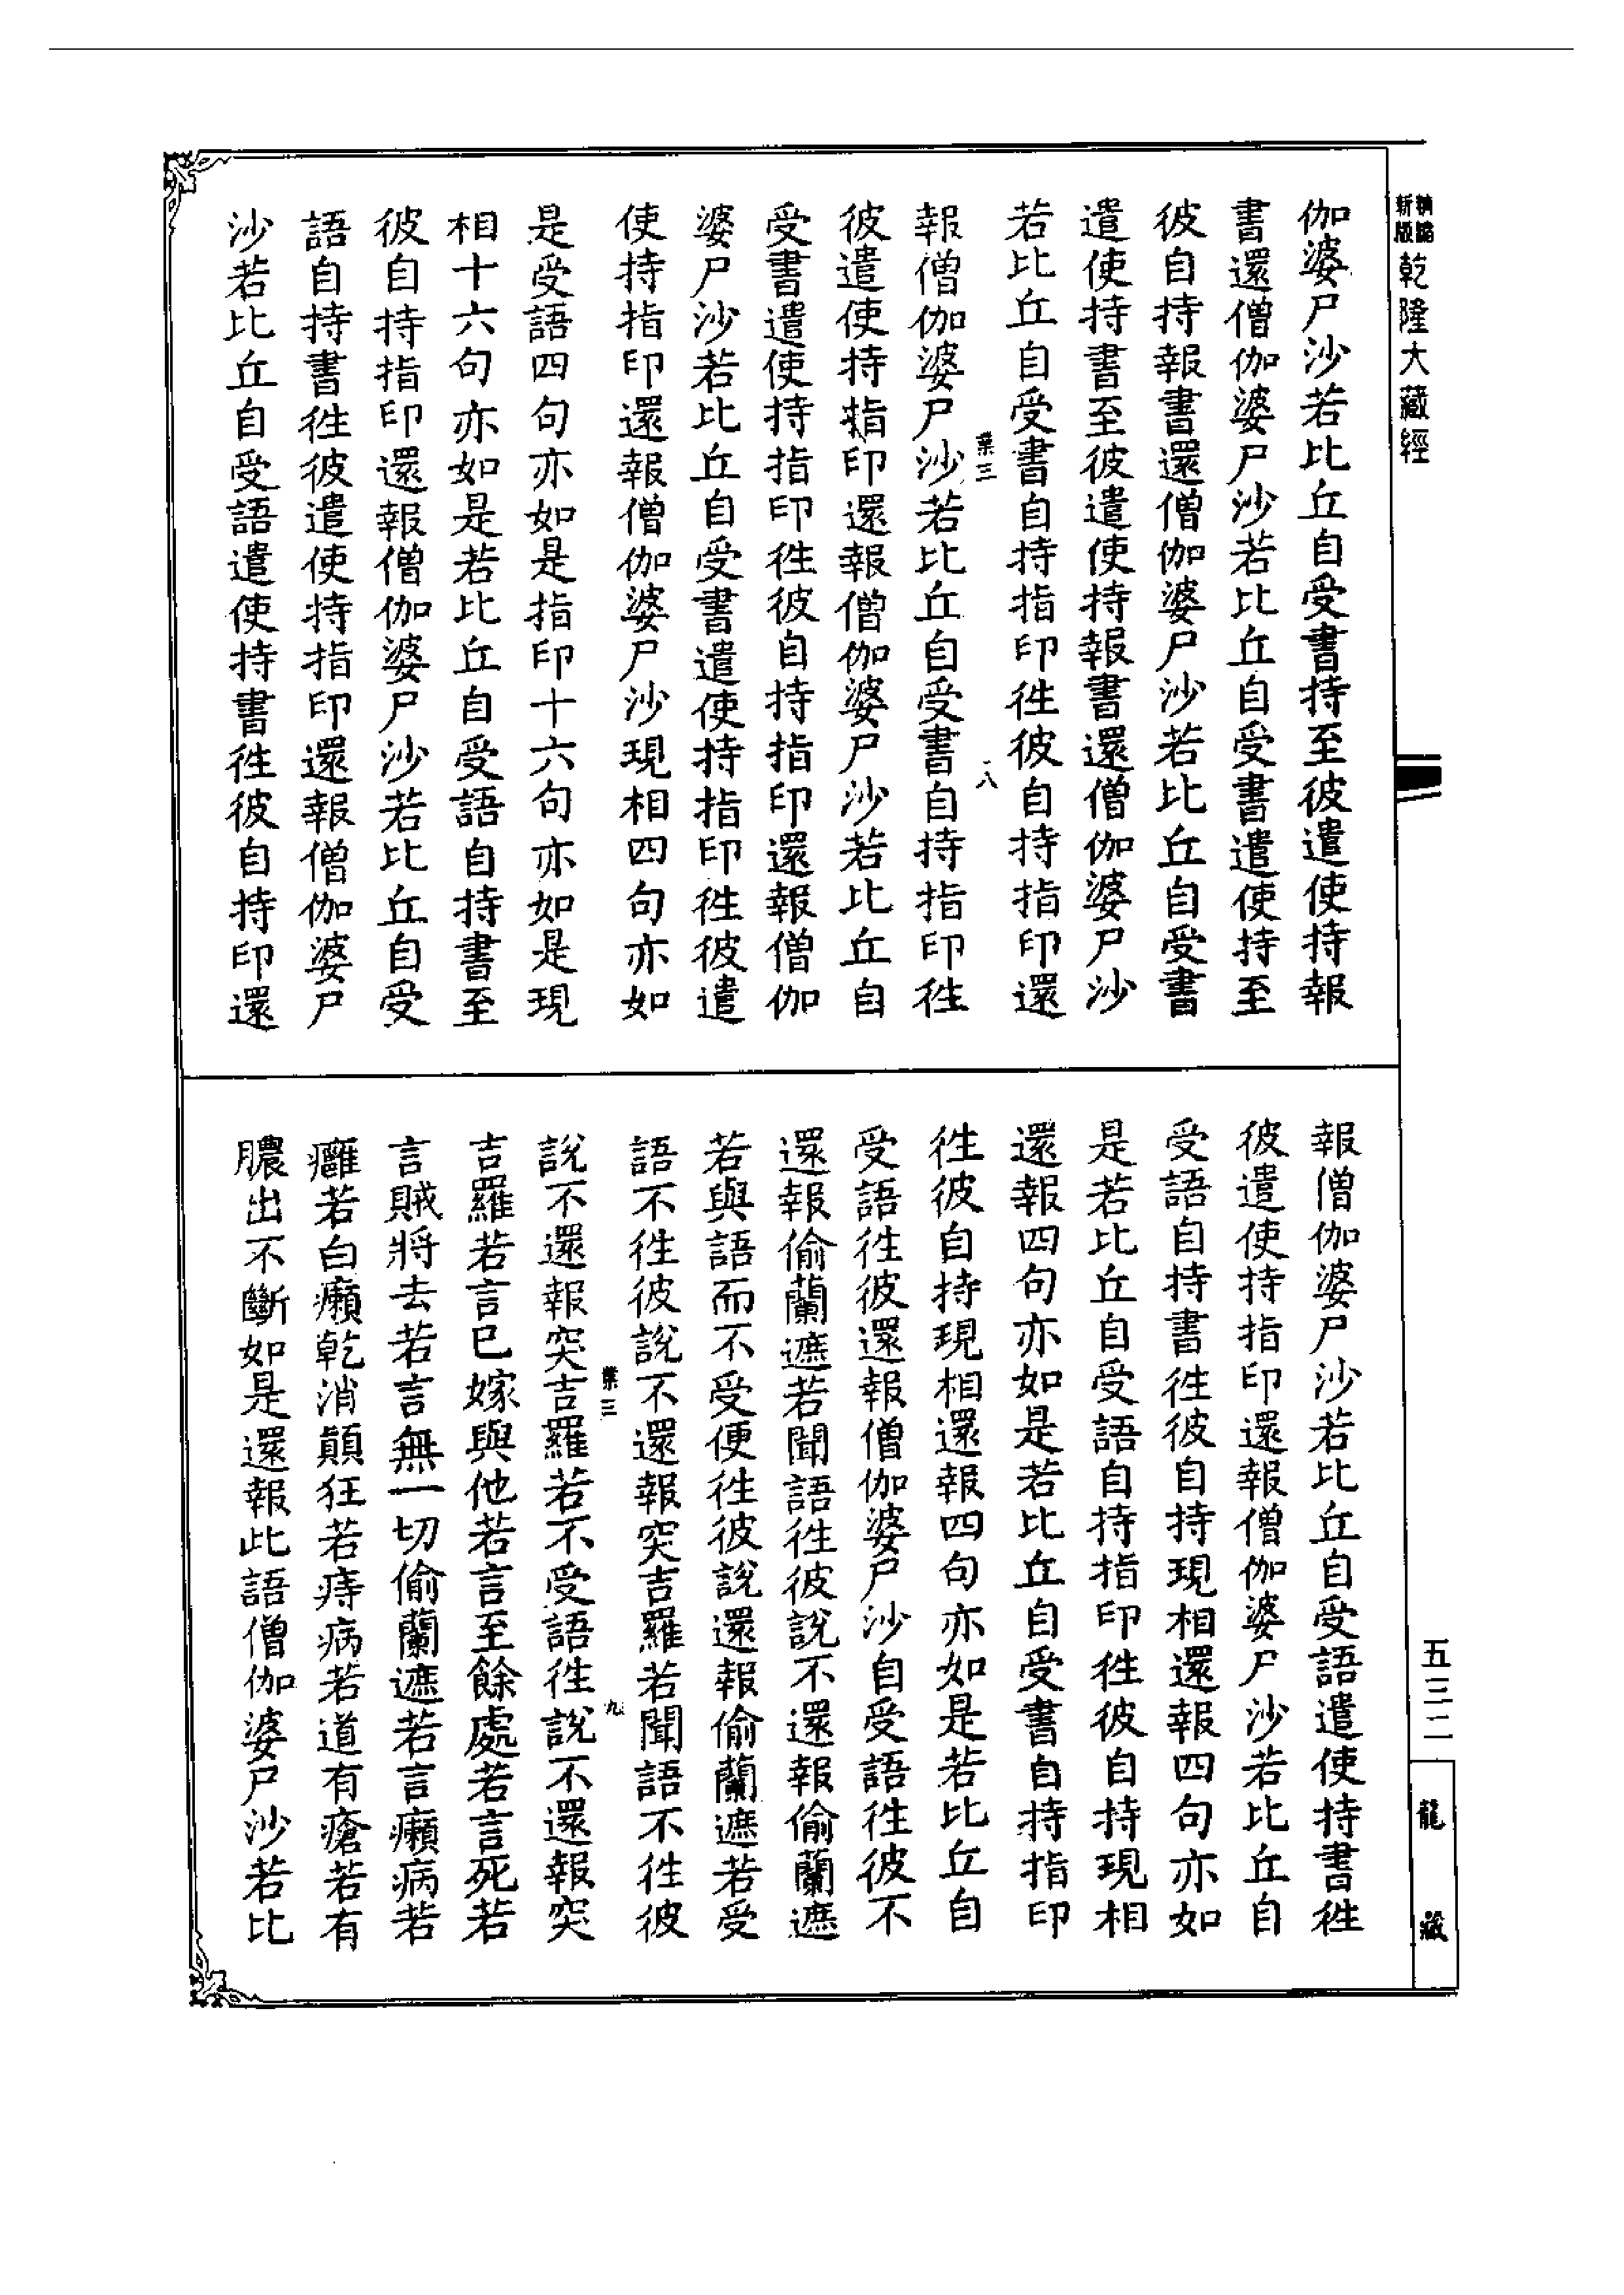 新版
精縮
乾隆大藏經
伽婆尸沙若比丘自受書持至彼遣使持報
書還僧伽婆尸沙若比丘自受書遣使持至
彼自持報書還僧伽婆尸沙若比丘自受書
遣使持書至彼遣使持報書還僧伽婆尸沙
若比丘自受書自持指印往彼自持指印還
業三
八
報僧伽婆尸沙若比丘自受書自持指印往
彼遣使持指印還報僧伽婆尸沙若比丘自
受書遣使持指印往彼自持指印還報僧伽
婆尸沙若比丘自受書遣使持指印往彼遣
使持指印還報僧伽婆尸沙現相四句亦如
是受語四句亦如是指印十六句亦如是現
相十六句亦如是若比丘自受語自持書至
彼自持指印還報僧伽婆尸沙若比丘自受
語自持書往彼遣使持指印還報僧伽婆尸
沙若比丘自受語遣使持書往彼自持印還
報僧伽婆尸沙若比丘自受語遣使持書往
彼遣使持指印還報僧伽婆尸沙若比丘自
受語自持書往彼自持現相還報四句亦如
是若比丘自受語自持指印往彼自持現相
還報四句亦如是若比丘自受書自持指印
往彼自持現相還報四句亦如是若比丘自
受語往彼還報僧伽婆尸沙自受語往彼不
還報偷蘭遮若聞語往彼說不還報偷蘭遮
若與語而不受便往彼說還報偷蘭遮若受
語不往彼說不還報突吉羅若聞語不往彼
業三
九
說不還報突吉羅若不受語往說不還報突
吉羅若言已嫁與他若言至餘處若言死若
言賊將去若言無一切偷蘭遮若言癩病若
癰若白癩乾消顛狂若痔病若道有瘡若有
膿出不斷如是還報此語僧伽婆尸沙若比
五三二
龍藏